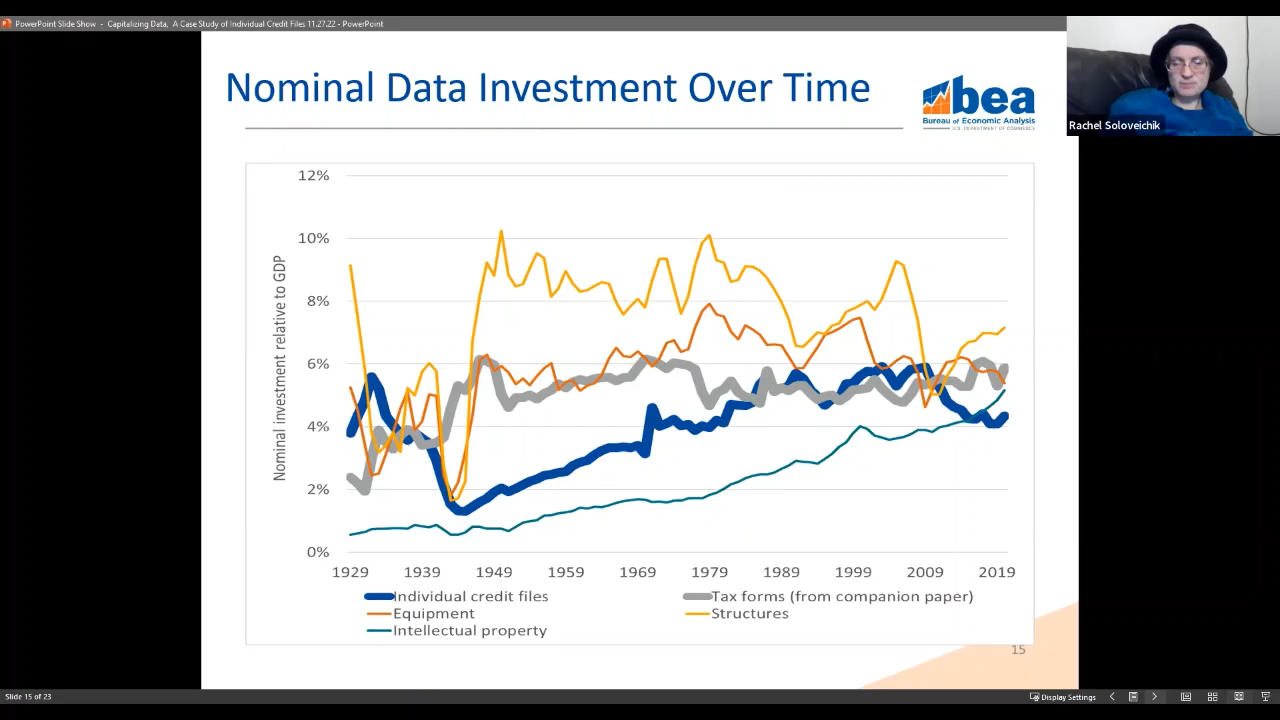 PowerPoint Slide Show - Capitalizing Data, A Case Study of Individual Credit Files 11.27.22 - PowerPoint
Nominal Data Investment Over Time
bea
Bureau of Economic Analysis
U.S. DEPARTMENT OF COMMERCE
Rachel Soloveichik
12%
10%
8%
6%
4%
2%
0%
Nominal investment relative to GDP
1929 1939 1949 1959 1969 1979 1989 1999 2009 2019
Individual credit files Tax forms (from companion paper)
Equipment Structures
Intellectual property
15
Slide 15 of 23 Display Settings